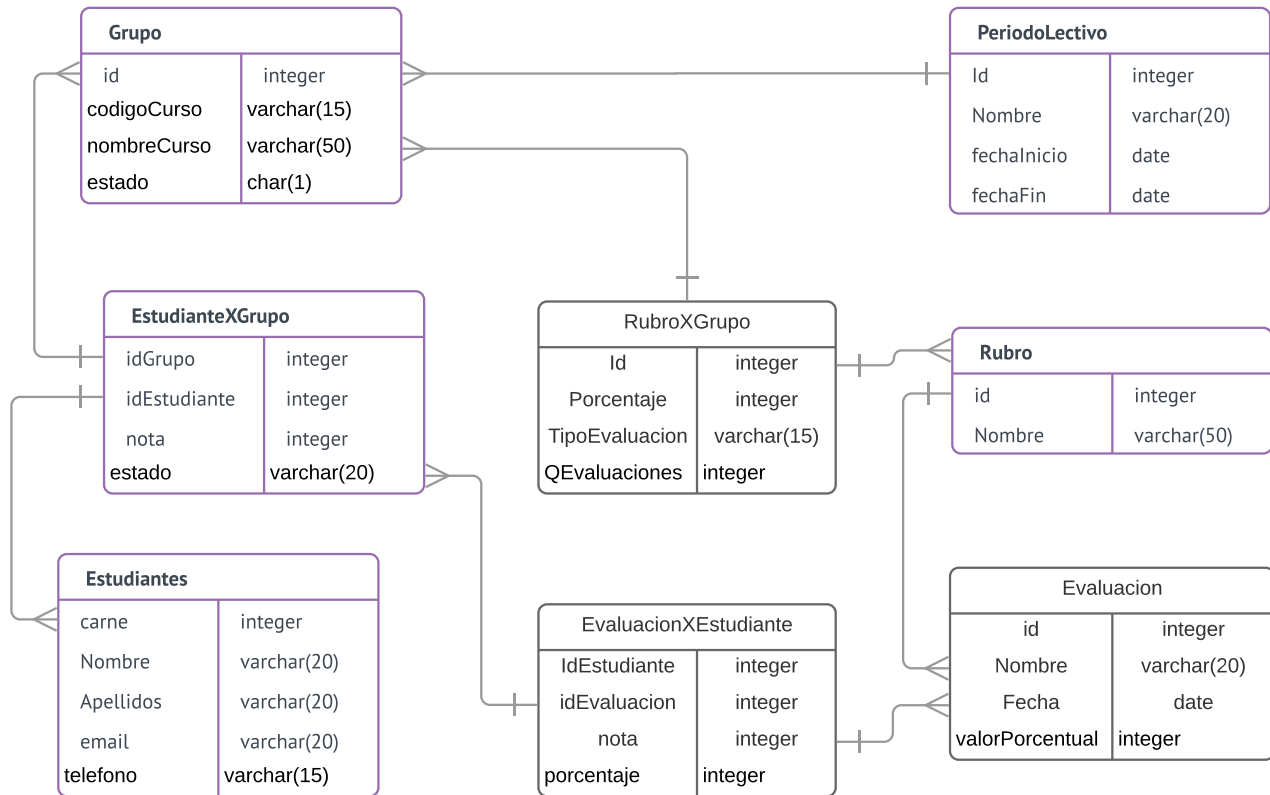 Grupo
id integer
codigoCurso varchar(15)
nombreCurso varchar(50)
estado char(1)
PeriodoLectivo
Id integer
Nombre varchar(20)
fechaInicio date
fechaFin date
EstudianteXGrupo
idGrupo integer
idEstudiante integer
nota integer
estado varchar(20)
RubroXGrupo
Id integer
Porcentaje integer
TipoEvaluacion varchar(15)
QEvaluaciones integer
Rubro
id integer
Nombre varchar(50)
Estudiantes
carne integer
Nombre varchar(20)
Apellidos varchar(20)
email varchar(20)
telefono varchar(15)
EvaluacionXEstudiante
IdEstudiante integer
idEvaluacion integer
nota integer
porcentaje integer
Evaluacion
id integer
Nombre varchar(20)
Fecha date
valorPorcentual integer